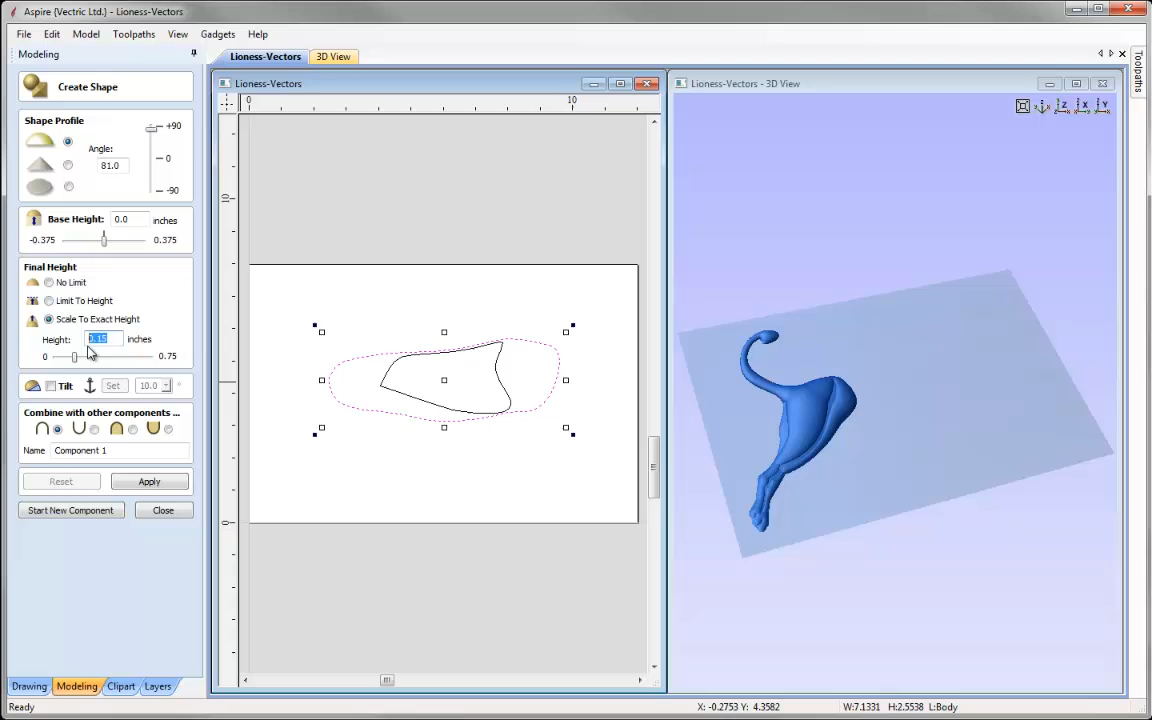 Aspire {Vectric Ltd.} - Lioness-Vectors
File Edit Model Toolpaths View Gadgets Help
Modeling
Lioness-Vectors 3D View
Create Shape
Lioness-Vectors
Lioness-Vectors - 3D View
Toolpaths
0 10
Shape Profile
+90
Angle:
0
81.0
-90
10
Base Height: 0.0 inches
-0.375 0.375
Final Height
No Limit
Limit To Height
Scale To Exact Height
Height: 0.15 inches
0 0.75
Tilt Set 10.0 °
Combine with other components ...
Name Component 1
Reset Apply
Start New Component Close
0
Drawing Modeling Clipart Layers
Ready X: -0.2753 Y: 4.3582 W:7.1331 H:2.5538 L:Body